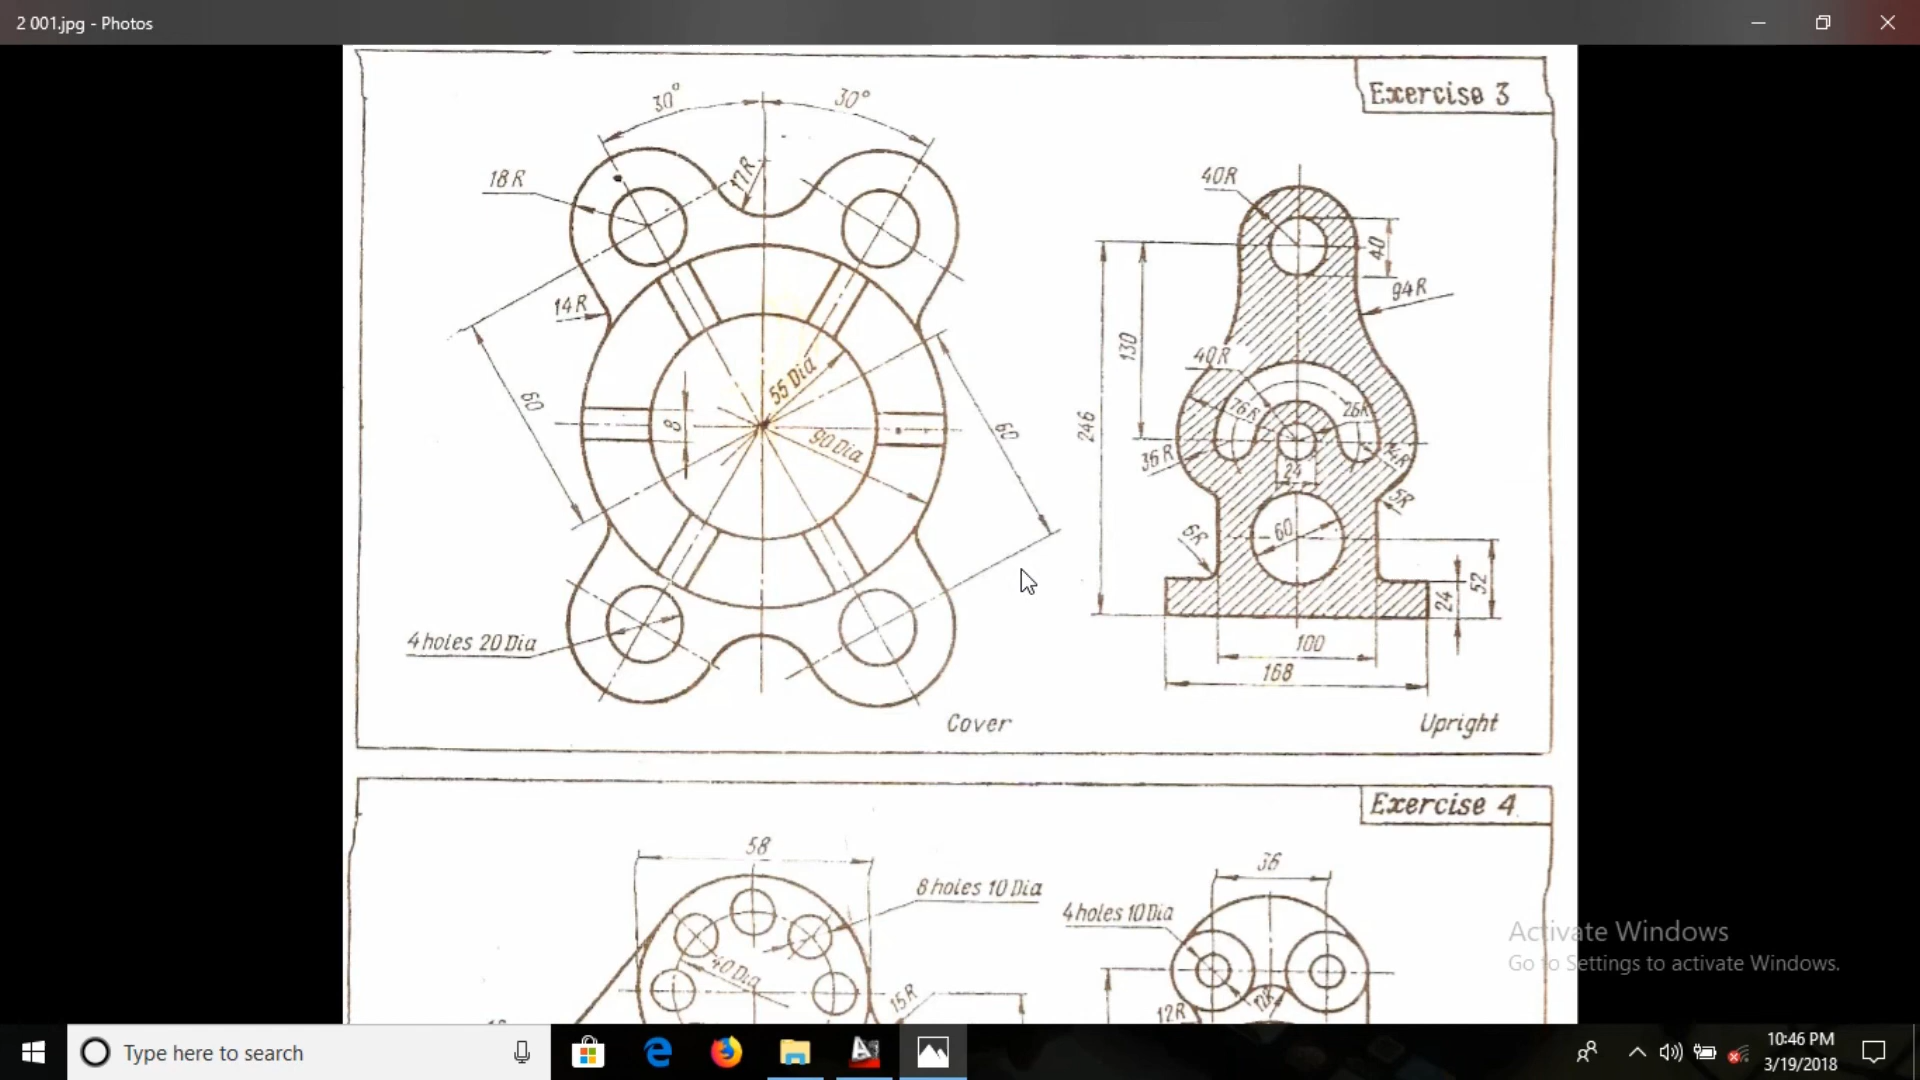 2 001.jpg - Photos
Exercise 3
30°
30°
18 R
17R
40R
40
94R
14R
130
40R
76R
26R
55 Dia
60
8
90 Dia
60
246
36R
24
14R
5R
60
6R
52
24
4 holes 20 Dia
100
168
Cover
Upright
Exercise 4
58
36
8 holes 10 Dia
4 holes 10 Dia
40 Dia
15R
12R
12R
Activate Windows
Go to Settings to activate Windows.
Type here to search
10:46 PM
3/19/2018